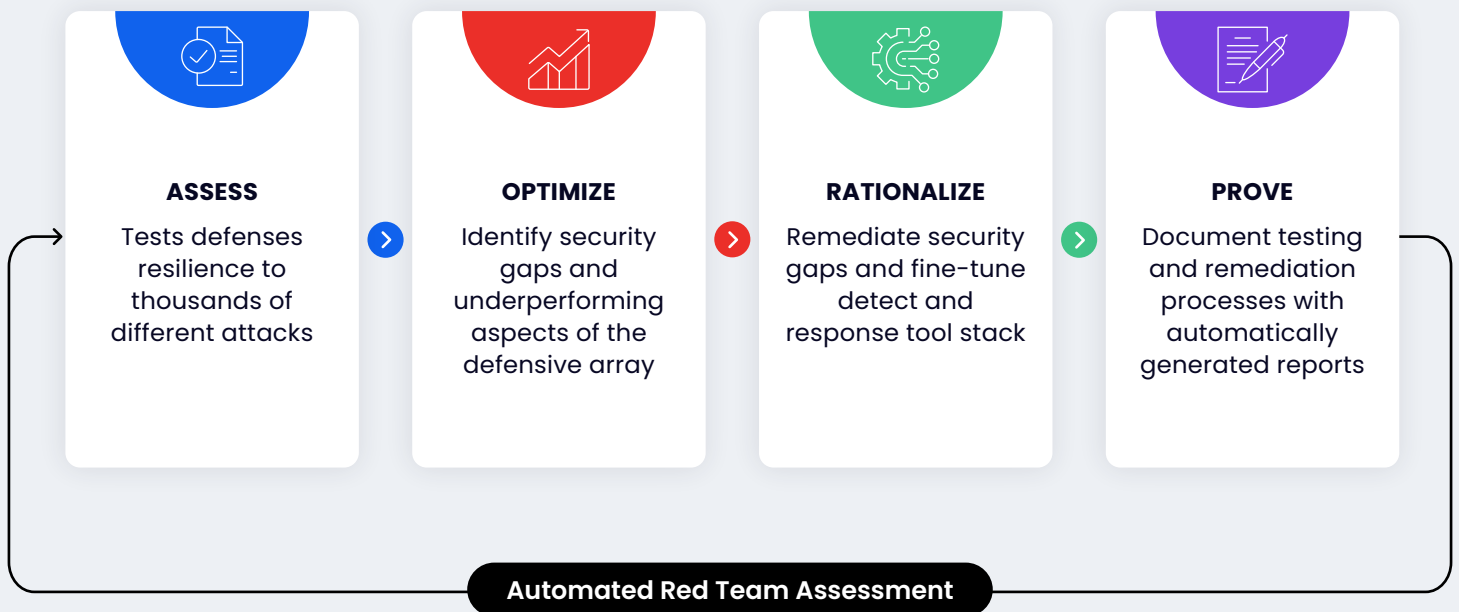 ASSESS
Tests defenses
resilience to
thousands of
different attacks
OPTIMIZE
Identify security
gaps and
underperforming
aspects of the
defensive array
RATIONALIZE
Remediate security
gaps and fine-tune
detect and
response tool stack
PROVE
Document testing
and remediation
processes with
automatically
generated reports
Automated Red Team Assessment